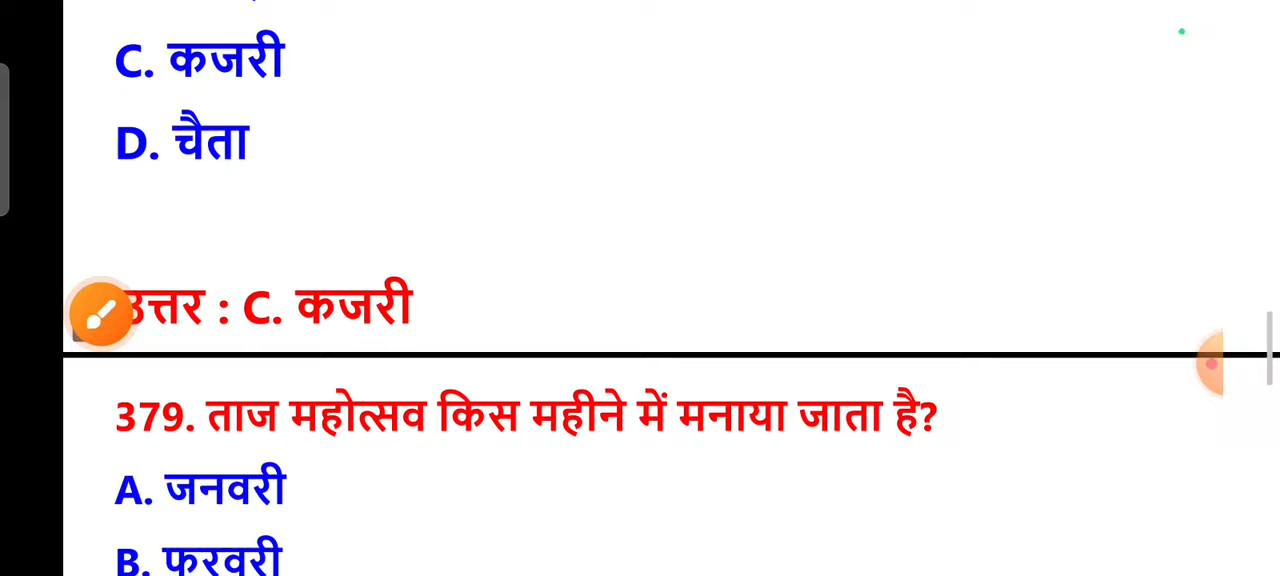 C. कजरी
D. चैता
उत्तर : C. कजरी
379. ताज महोत्सव किस महीने में मनाया जाता है?
A. जनवरी
B. फरवरी